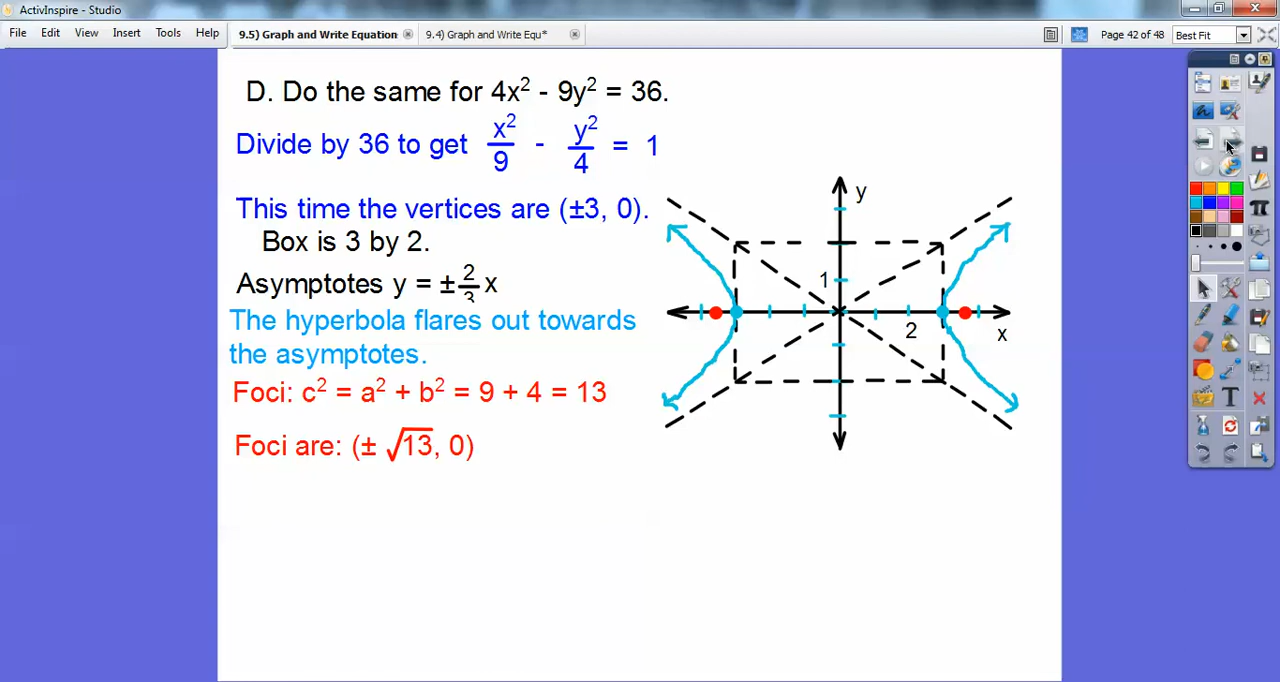 ActivInspire - Studio
File Edit View Insert Tools Help
9.5) Graph and Write Equation 9.4) Graph and Write Equ*
Page 42 of 48 Best Fit
D. Do the same for 4x² - 9y² = 36.
Divide by 36 to get x²/9 - y²/4 = 1
This time the vertices are (±3, 0).
Box is 3 by 2.
Asymptotes y = ± 2/3 x
The hyperbola flares out towards
the asymptotes.
Foci: c² = a² + b² = 9 + 4 = 13
Foci are: (± √13, 0)
y
1
2
x